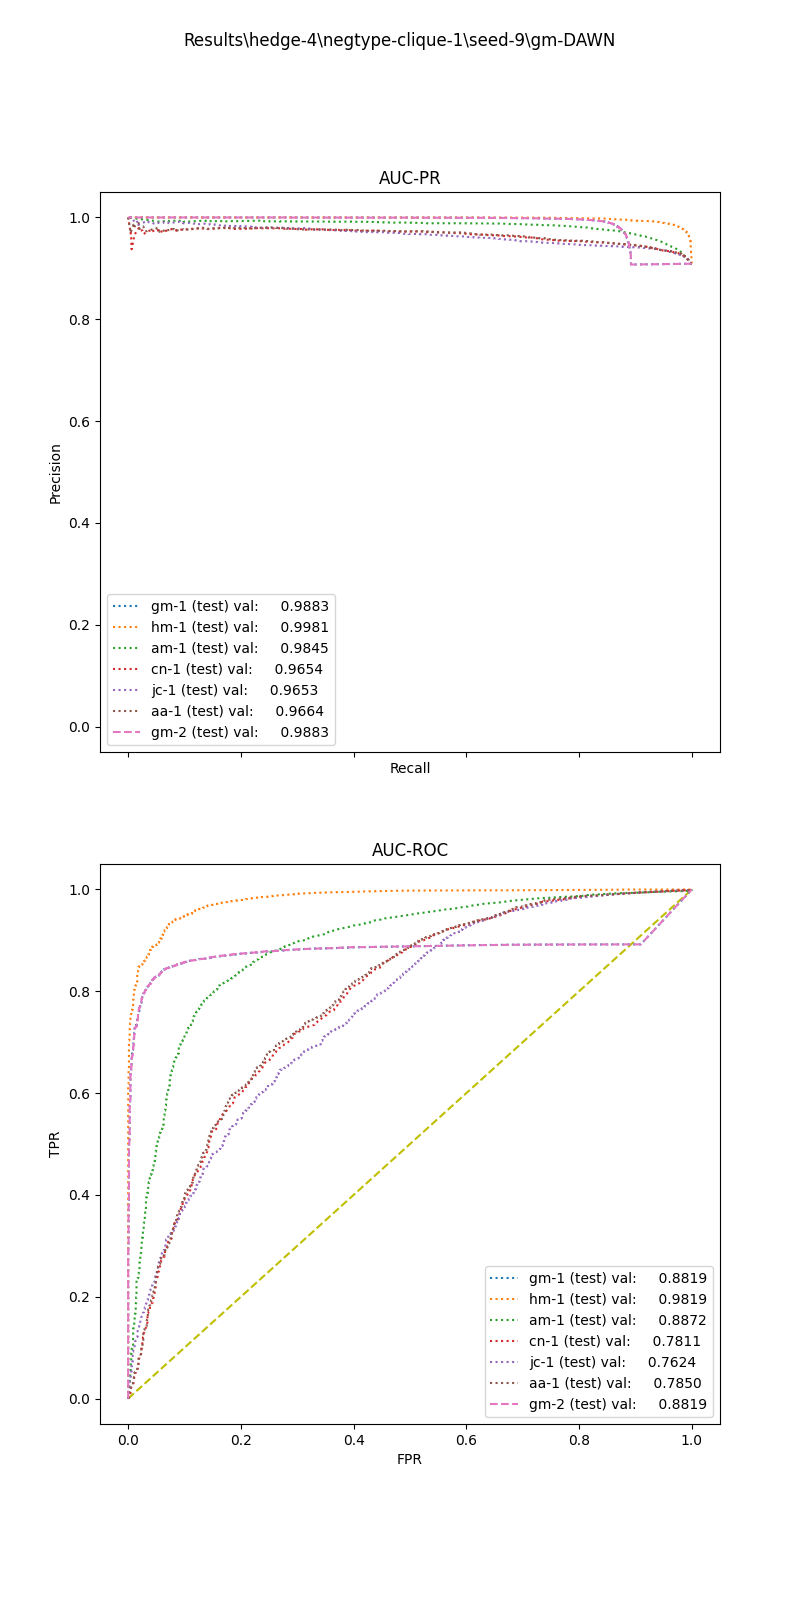 Results\hedge-4\negtype-clique-1\seed-9\gm-DAWN
AUC-PR
1.0
0.8
0.6
0.4
0.2
0.0
Precision
gm-1 (test) val: 0.9883
hm-1 (test) val: 0.9981
am-1 (test) val: 0.9845
cn-1 (test) val: 0.9654
jc-1 (test) val: 0.9653
aa-1 (test) val: 0.9664
gm-2 (test) val: 0.9883
Recall
AUC-ROC
1.0
0.8
0.6
0.4
0.2
0.0
TPR
gm-1 (test) val: 0.8819
hm-1 (test) val: 0.9819
am-1 (test) val: 0.8872
cn-1 (test) val: 0.7811
jc-1 (test) val: 0.7624
aa-1 (test) val: 0.7850
gm-2 (test) val: 0.8819
0.0 0.2 0.4 0.6 0.8 1.0
FPR